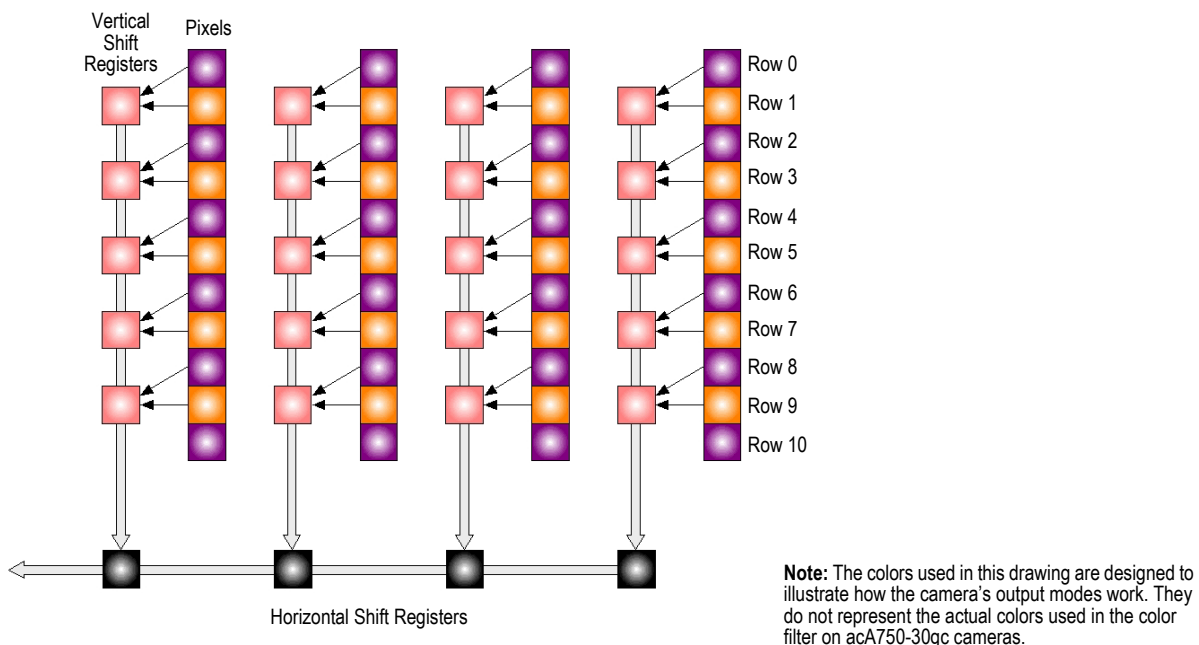 Vertical
Shift
Registers
Pixels
Row 0
Row 1
Row 2
Row 3
Row 4
Row 5
Row 6
Row 7
Row 8
Row 9
Row 10
Horizontal Shift Registers
Note: The colors used in this drawing are designed to
illustrate how the camera's output modes work. They
do not represent the actual colors used in the color
filter on acA750-30gc cameras.